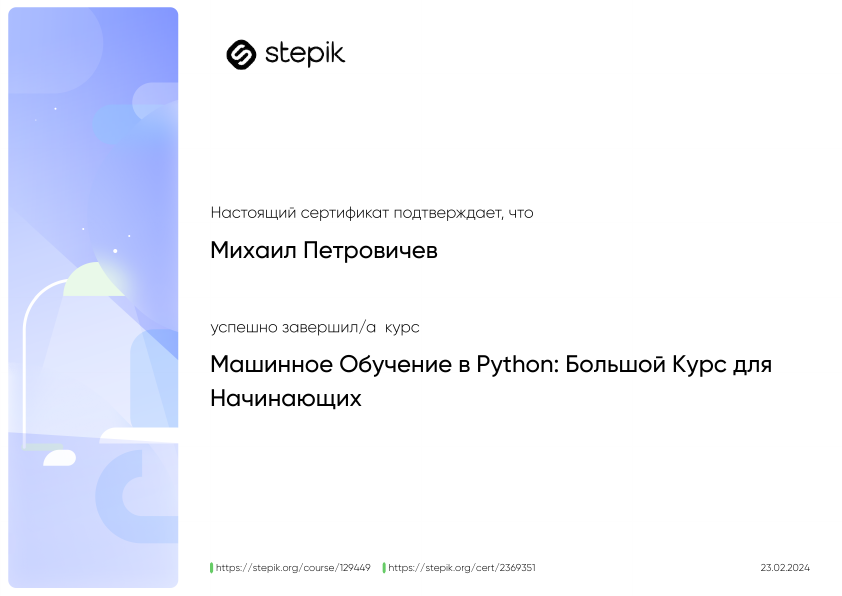 stepik
Настоящий сертификат подтверждает, что
Михаил Петровичев
успешно завершил/а курс
Машинное Обучение в Python: Большой Курс для
Начинающих
https://stepik.org/course/129449 https://stepik.org/cert/2369351 23.02.2024